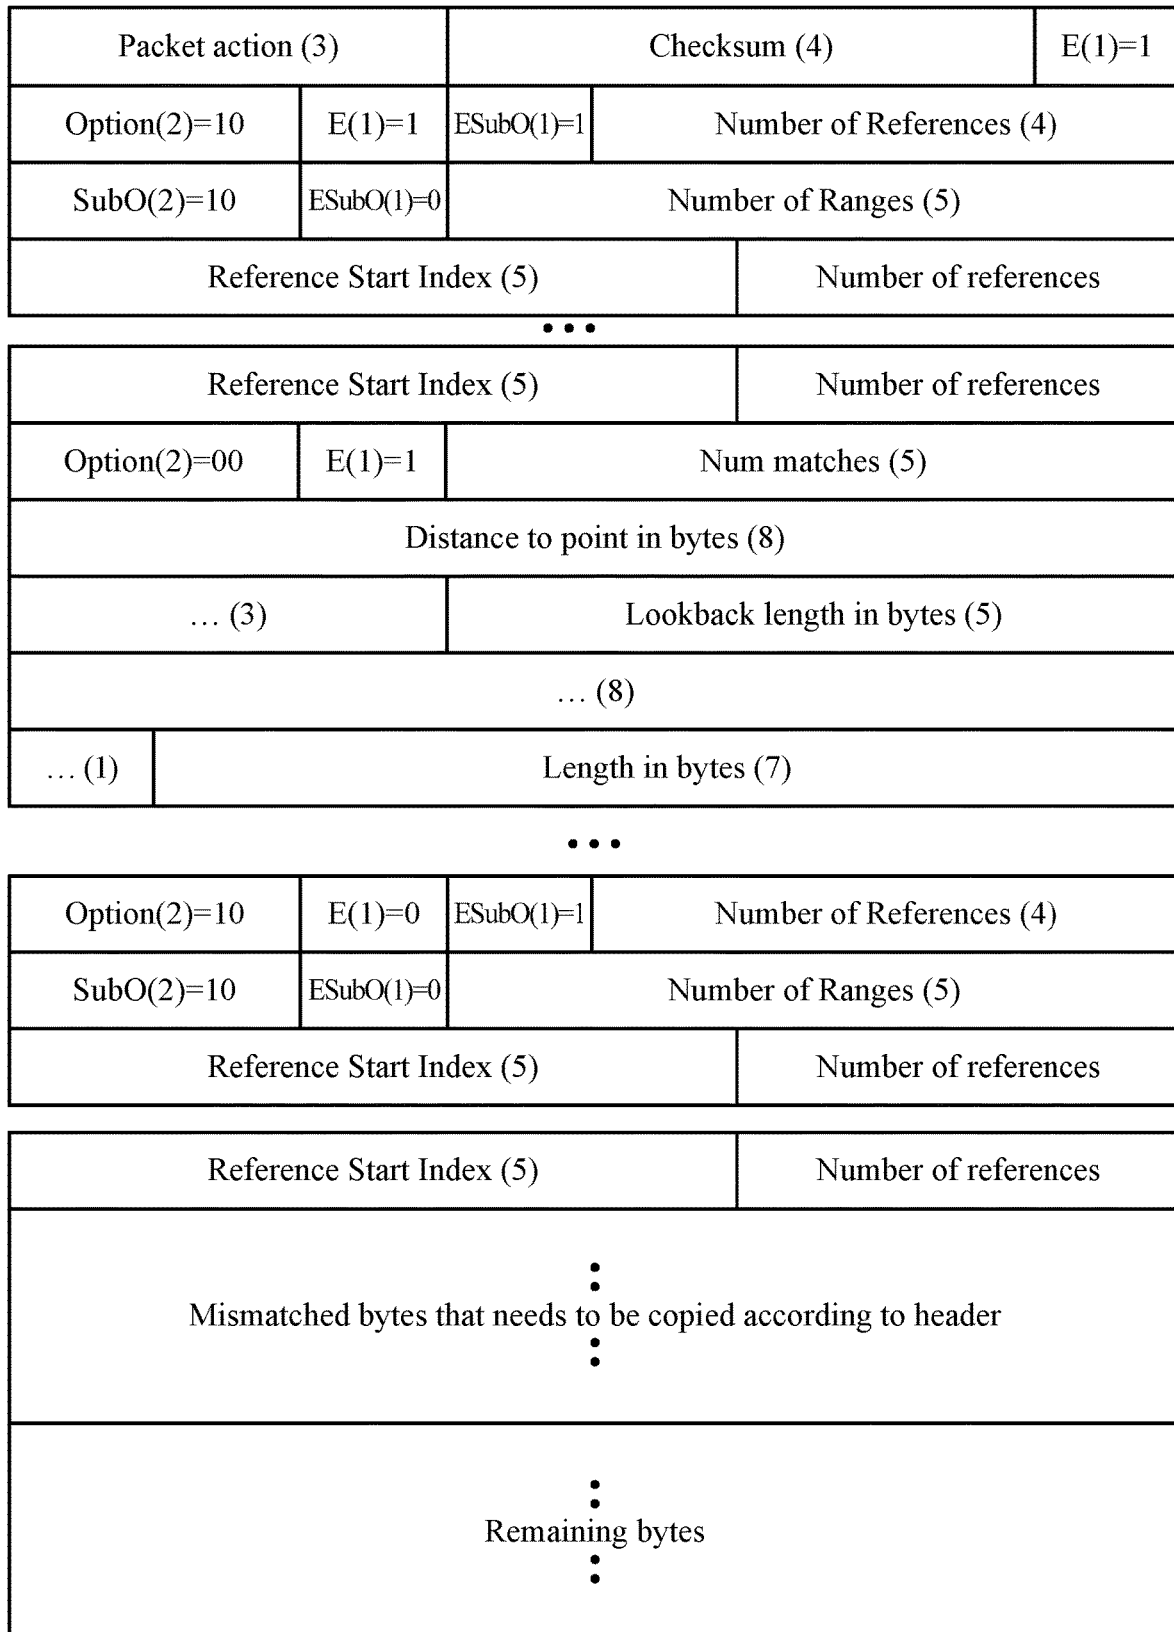 Packet action (3) Checksum (4) E(1)=1
Option(2)=10 E(1)=1 ESubO(1)=1 Number of References (4)
SubO(2)=10 ESubO(1)=0 Number of Ranges (5)
Reference Start Index (5) Number of references
...
Reference Start Index (5) Number of references
Option(2)=00 E(1)=1 Num matches (5)
Distance to point in bytes (8)
... (3) Lookback length in bytes (5)
... (8)
... (1) Length in bytes (7)
...
Option(2)=10 E(1)=0 ESubO(1)=1 Number of References (4)
SubO(2)=10 ESubO(1)=0 Number of Ranges (5)
Reference Start Index (5) Number of references
Reference Start Index (5) Number of references
Mismatched bytes that needs to be copied according to header
Remaining bytes